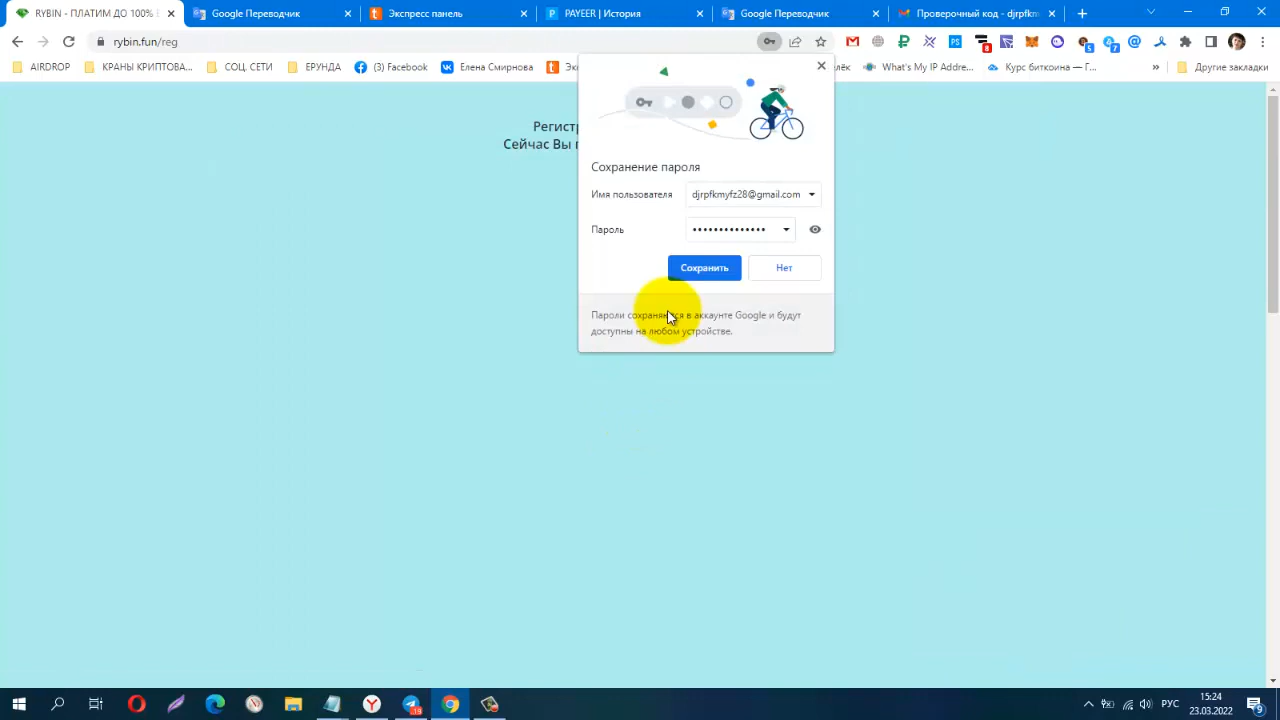 RYBIN - ПЛАТИМ ДО 100% Е
Google Переводчик
Экспресс панель
PAYEER | История
Google Переводчик
Проверочный код - djrpfkm
rybin.fun/reg
AIRDROP
КРАНЫ КРИПТОВА...
СОЦ. СЕТИ
ЕРУНДА
(3) Facebook
Елена Смирнова
What's My IP Addre...
Курс биткоина — Г...
»
Другие закладки
Регистр
Сейчас Вы
Сохранение пароля
Имя пользователя
djrpfkmyfz28@gmail.com
Пароль
••••••••••••••
Сохранить
Нет
Пароли сохраняются в аккаунте Google и будут
доступны на любом устройстве.
РУС
15:24
23.03.2022